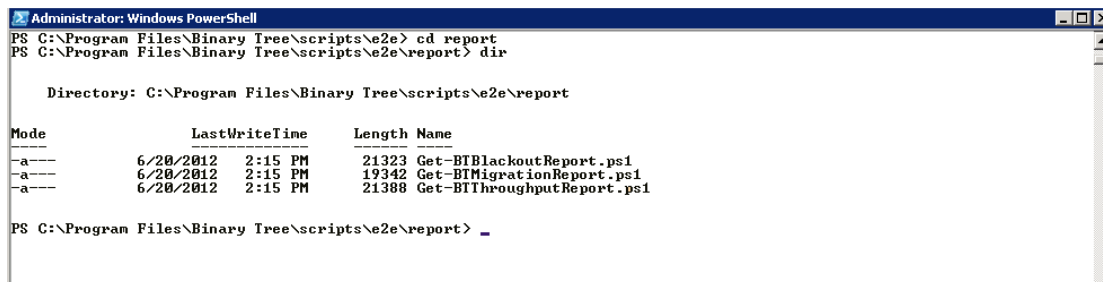 Administrator: Windows PowerShell
PS C:\Program Files\Binary Tree\scripts\e2e> cd report
PS C:\Program Files\Binary Tree\scripts\e2e\report> dir
Directory: C:\Program Files\Binary Tree\scripts\e2e\report
Mode LastWriteTime Length Name
---- ------------- ------ ----
-a--- 6/20/2012 2:15 PM 21323 Get-BTBlackoutReport.ps1
-a--- 6/20/2012 2:15 PM 19342 Get-BTMigrationReport.ps1
-a--- 6/20/2012 2:15 PM 21388 Get-BTThroughputReport.ps1
PS C:\Program Files\Binary Tree\scripts\e2e\report> _